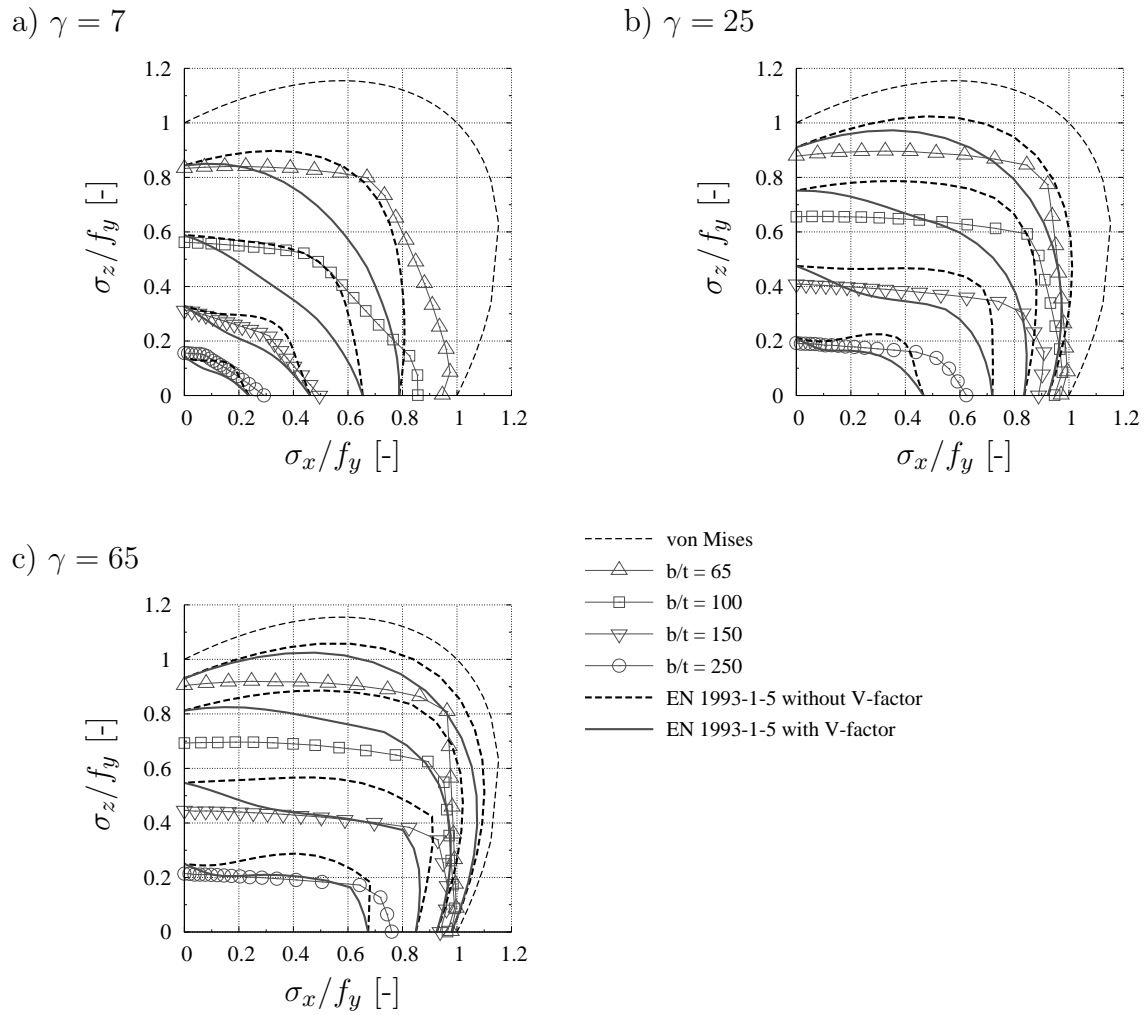 a) γ = 7
1.2
1
0.8
0.6
0.4
0.2
0
0 0.2 0.4 0.6 0.8 1 1.2
σz/fy [-]
σx/fy [-]
b) γ = 25
1.2
1
0.8
0.6
0.4
0.2
0
0 0.2 0.4 0.6 0.8 1 1.2
σz/fy [-]
σx/fy [-]
c) γ = 65
1.2
1
0.8
0.6
0.4
0.2
0
0 0.2 0.4 0.6 0.8 1 1.2
σz/fy [-]
σx/fy [-]
von Mises
b/t = 65
b/t = 100
b/t = 150
b/t = 250
EN 1993-1-5 without V-factor
EN 1993-1-5 with V-factor